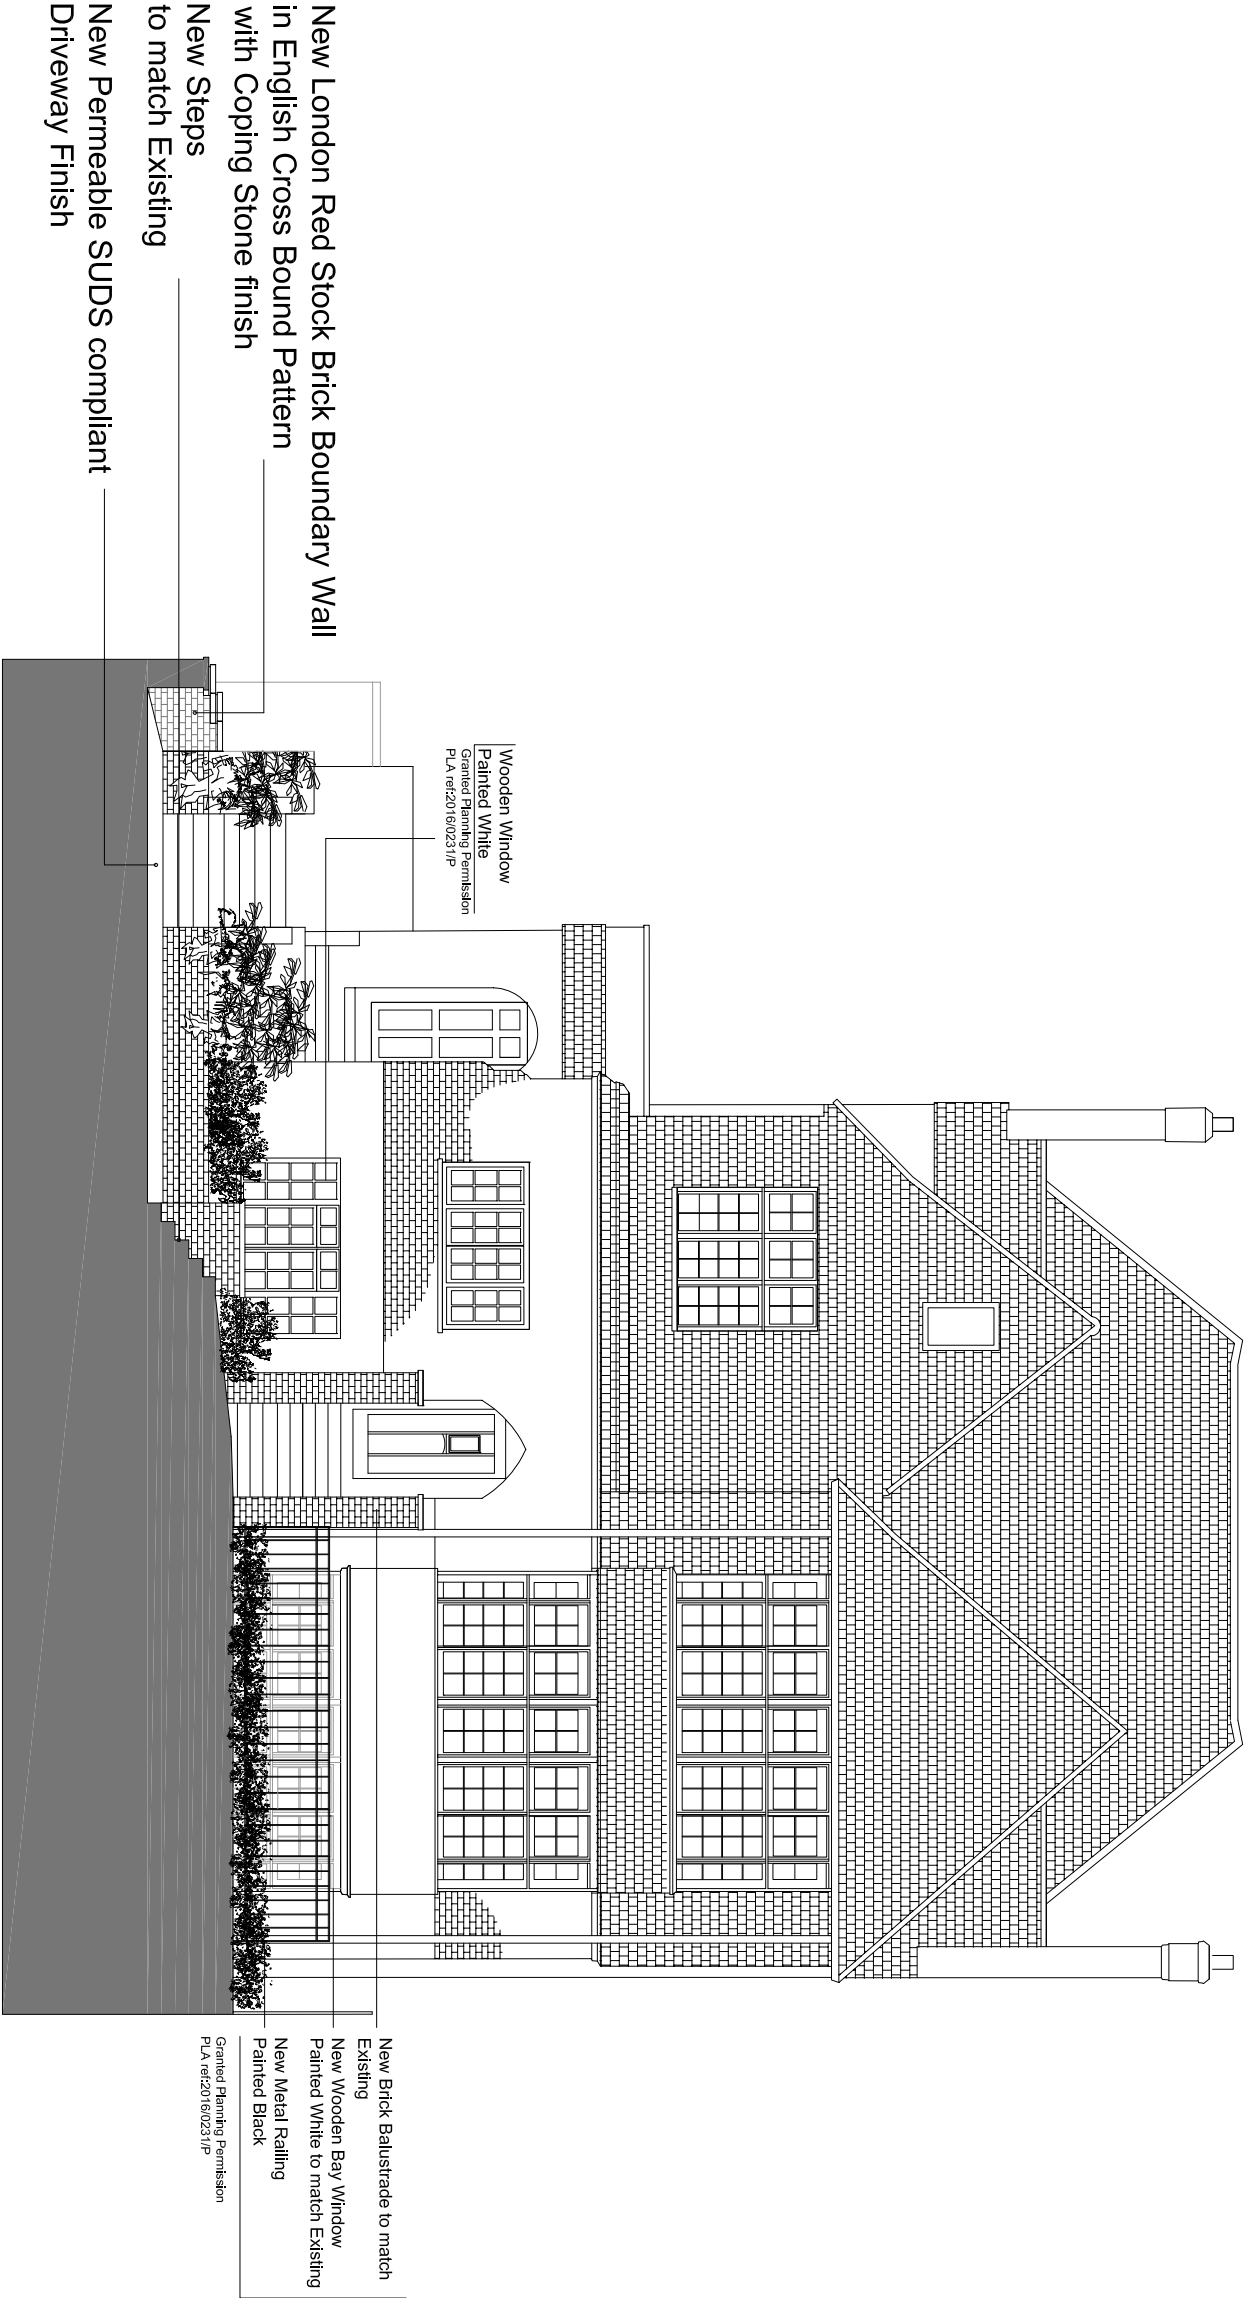 New London Red Stock Brick Boundary Wall
in English Cross Bound Pattern
with Coping Stone finish
New Steps
to match Existing
New Permeable SUDS compliant
Driveway Finish
Wooden Window
Painted White
Granted Planning Permission
PLA ref:2016/0231/P
New Brick Balustrade to match
Existing
New Wooden Bay Window
Painted White to match Existing
New Metal Railing
Painted Black
Granted Planning Permission
PLA ref:2016/0231/P